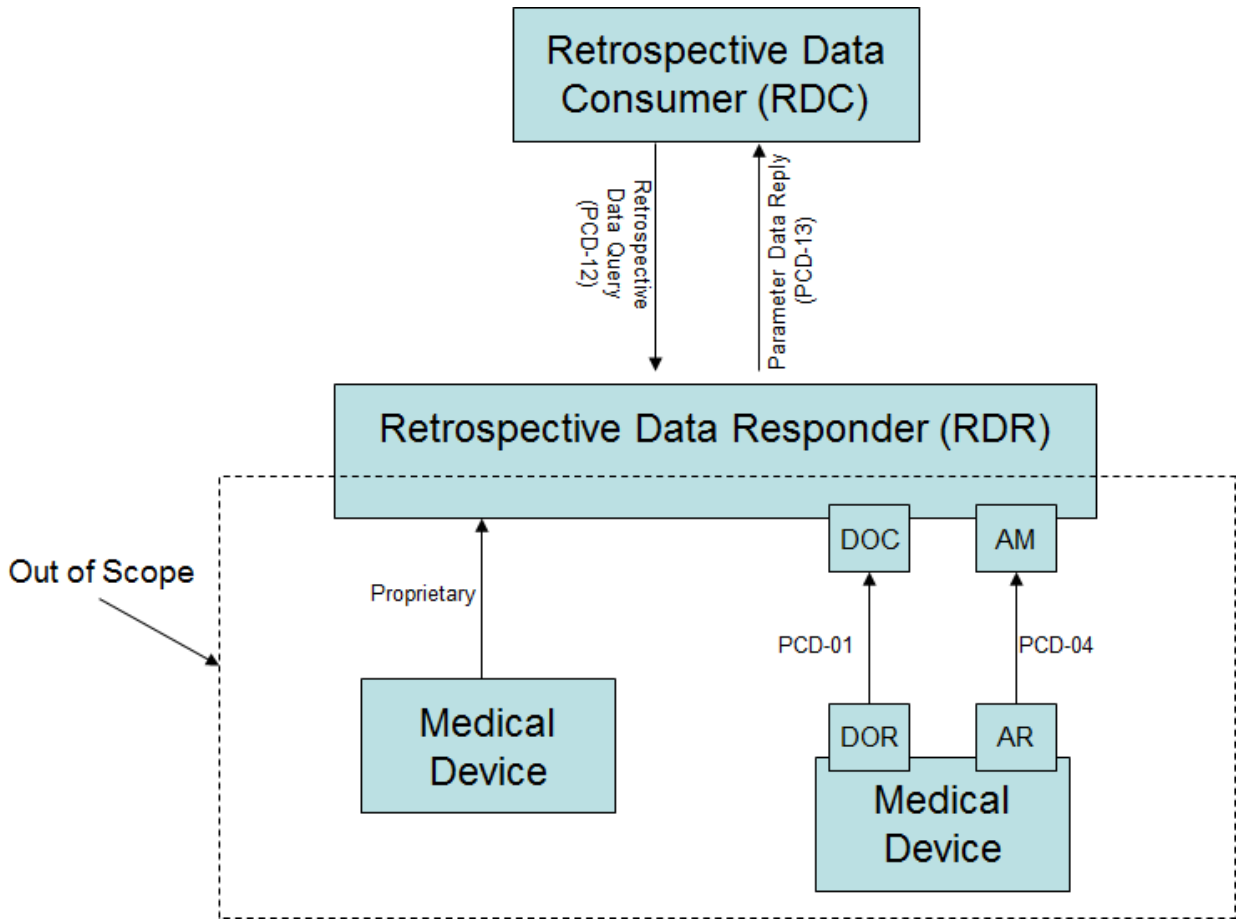 Retrospective Data
Consumer (RDC)
Retrospective
Data Query
(PCD-12)
Parameter Data Reply
(PCD-13)
Retrospective Data Responder (RDR)
DOC
AM
Out of Scope
Proprietary
PCD-01
PCD-04
Medical
Device
DOR
AR
Medical
Device